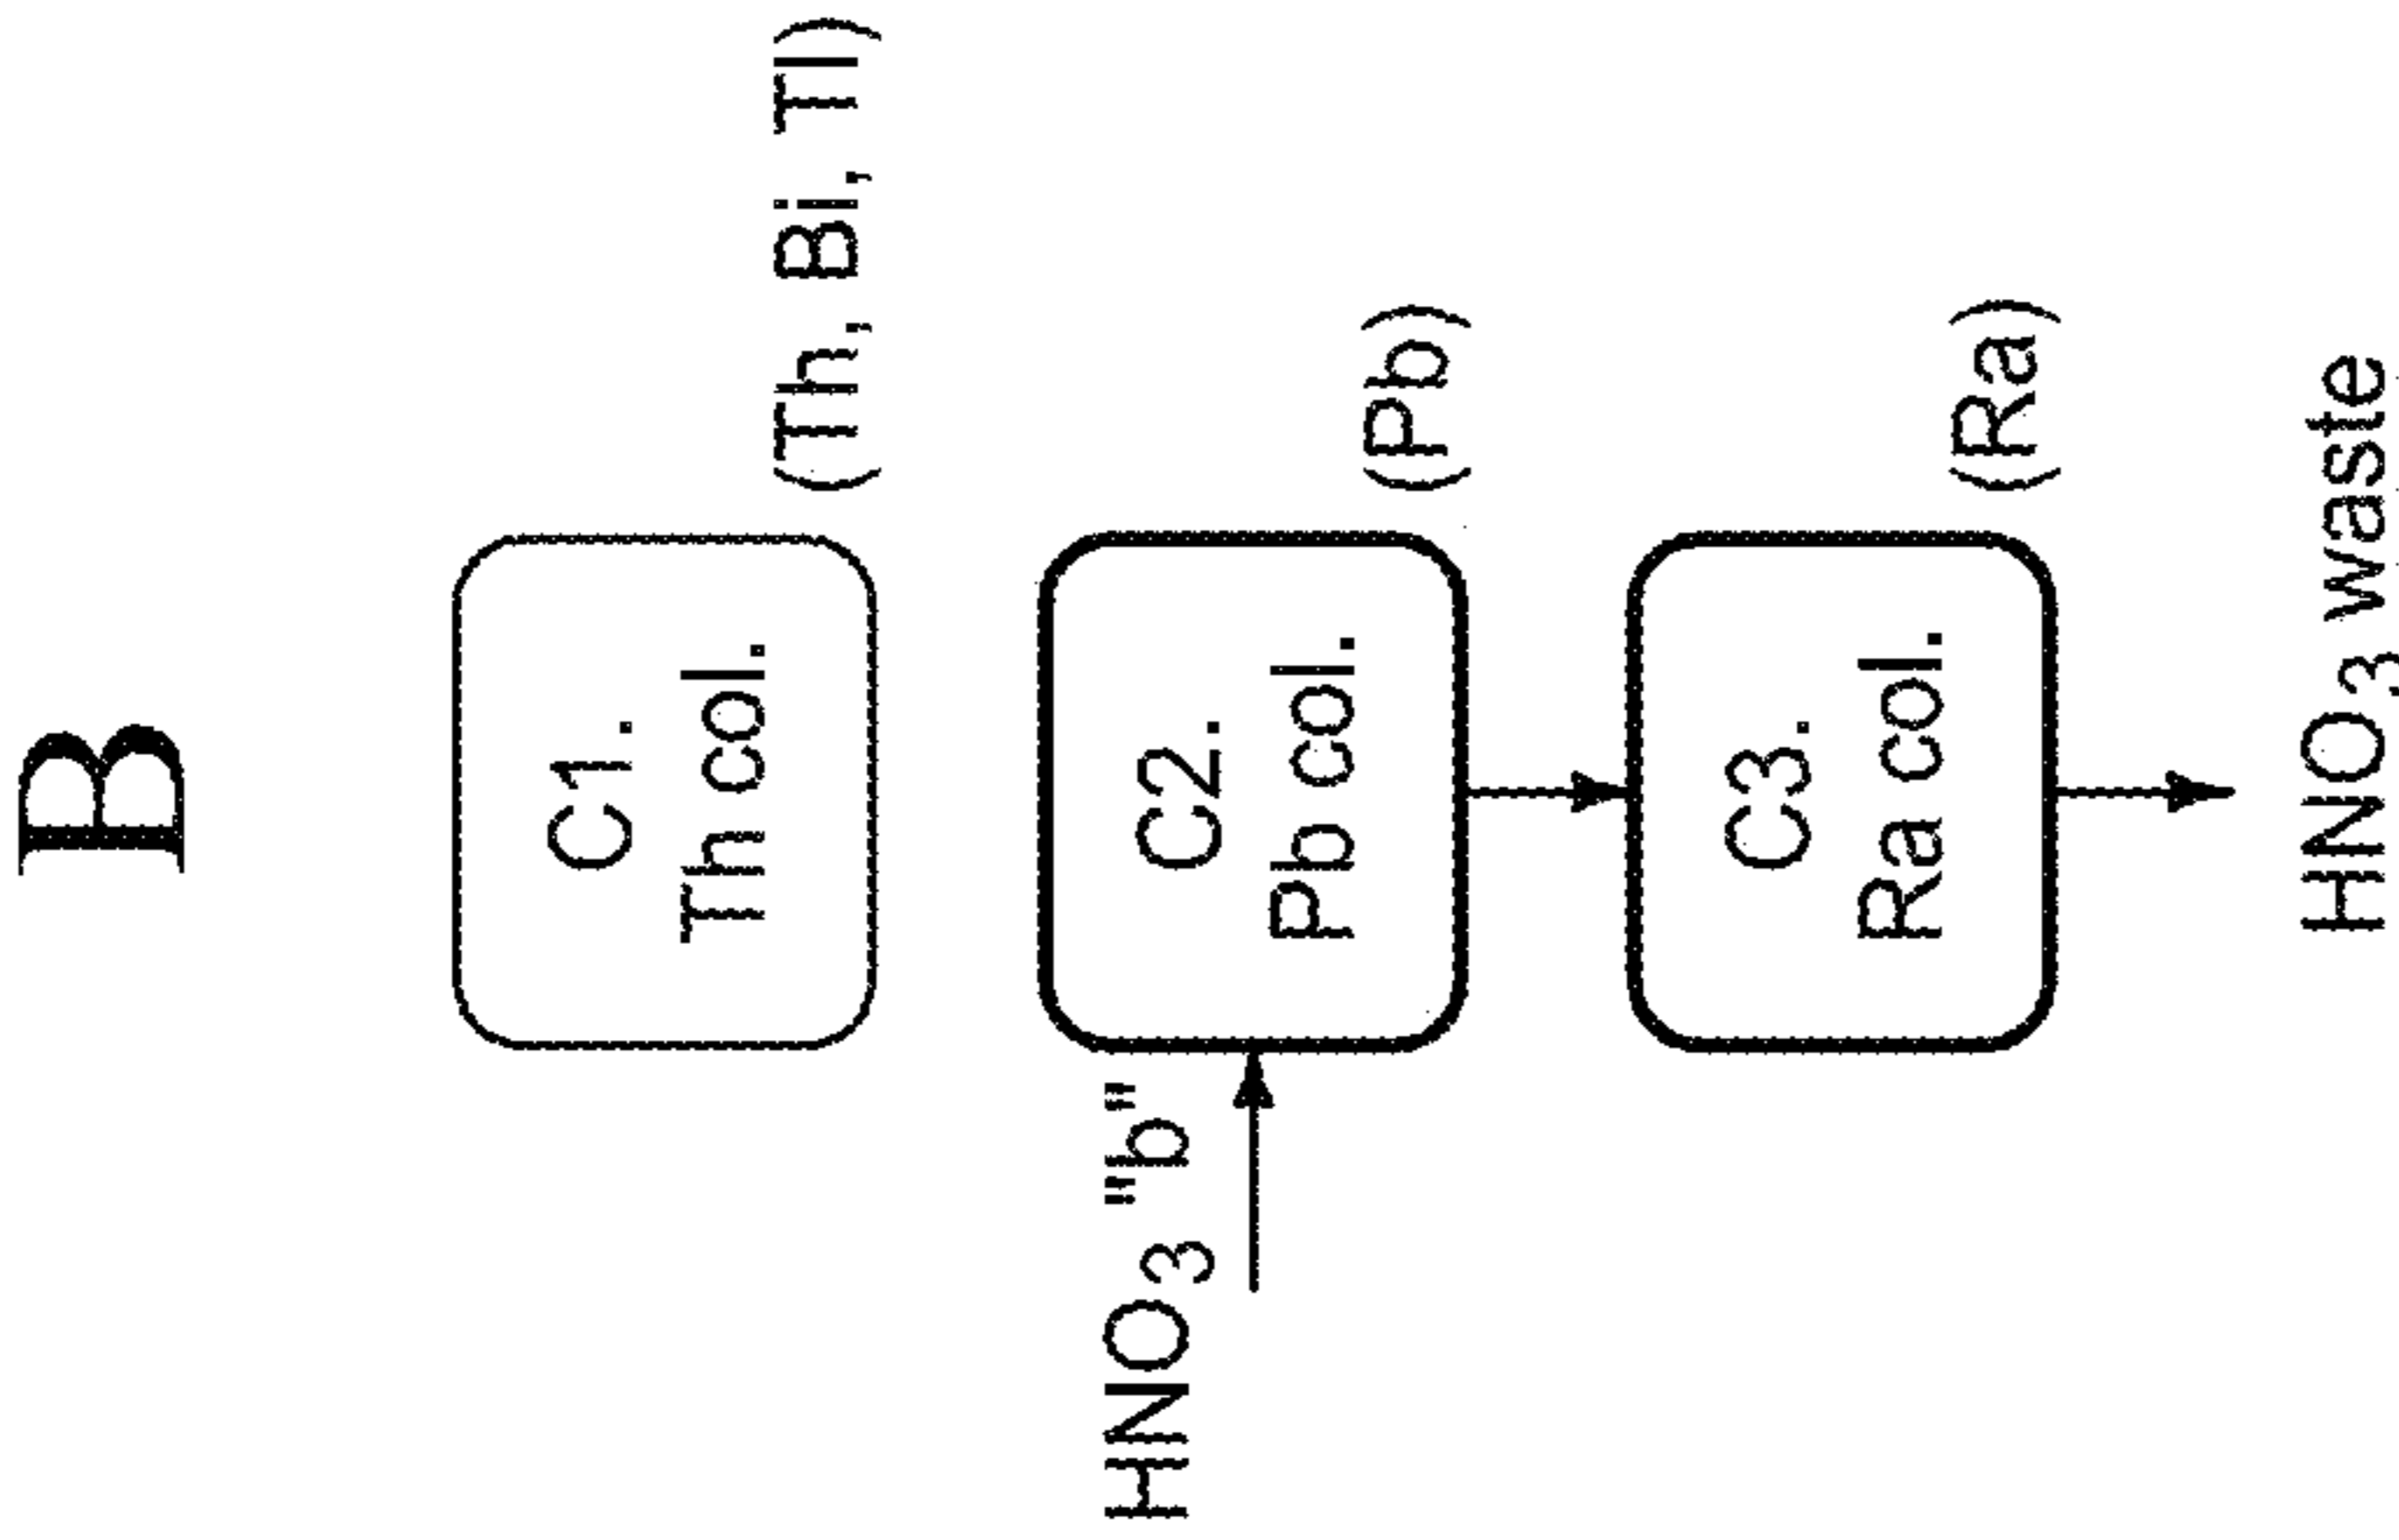 B
C1.
Th col.
(Th, Bi, Tl)
HNO3 "b"
C2.
Pb col.
(Pb)
C3.
Ra col.
(Ra)
HNO3 waste